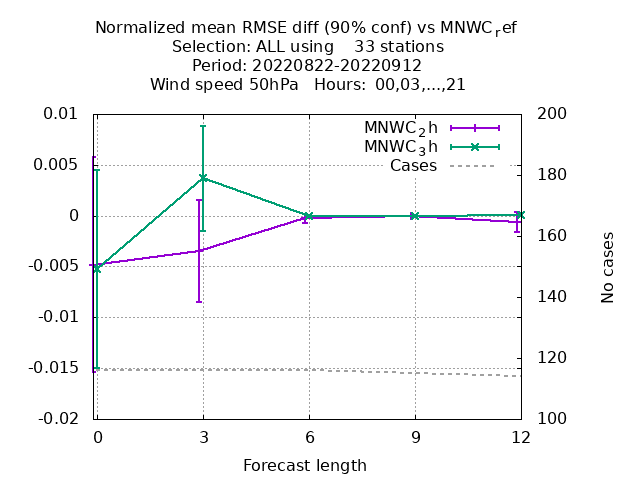 Normalized mean RMSE diff (90% conf) vs MNWC_ref
Selection: ALL using    33 stations
Period: 20220822-20220912
Wind speed 50hPa   Hours:  00,03,...,21
MNWC_2h
MNWC_3h
Cases
0.01
0.005
0
-0.005
-0.01
-0.015
-0.02
200
180
160
140
120
100
No cases
0 3 6 9 12
Forecast length